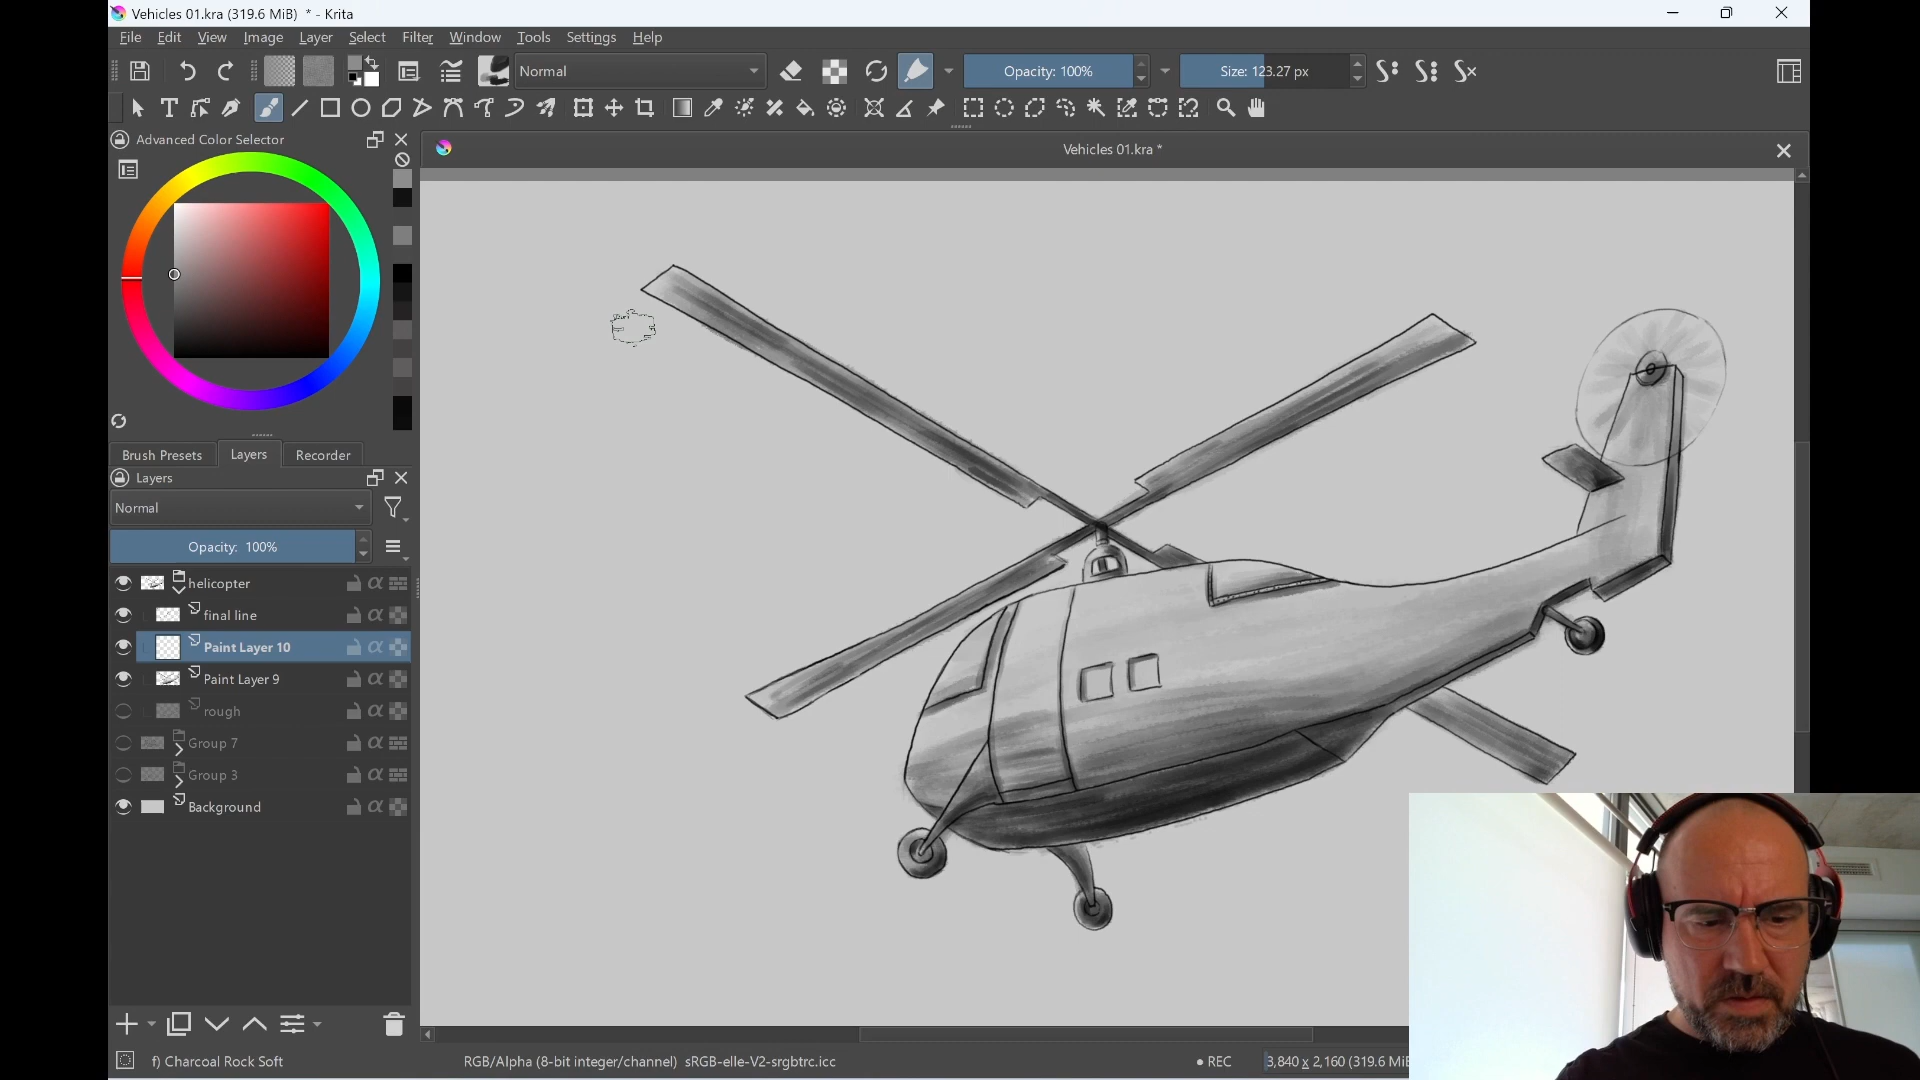 Vehicles 01.kra (319.6 MiB) * - Krita
File Edit View Image Layer Select Filter Window Tools Settings Help
Normal Opacity: 100% Size: 123.27 px
Advanced Color Selector
Vehicles 01.kra *
Brush Presets Layers Recorder
Layers
Normal
Opacity: 100%
helicopter
final line
Paint Layer 10
Paint Layer 9
rough
Group 7
Group 3
Background
f) Charcoal Rock Soft RGB/Alpha (8-bit integer/channel) sRGB-elle-V2-srgbtrc.icc REC 3,840 x 2,160 (319.6 MiB